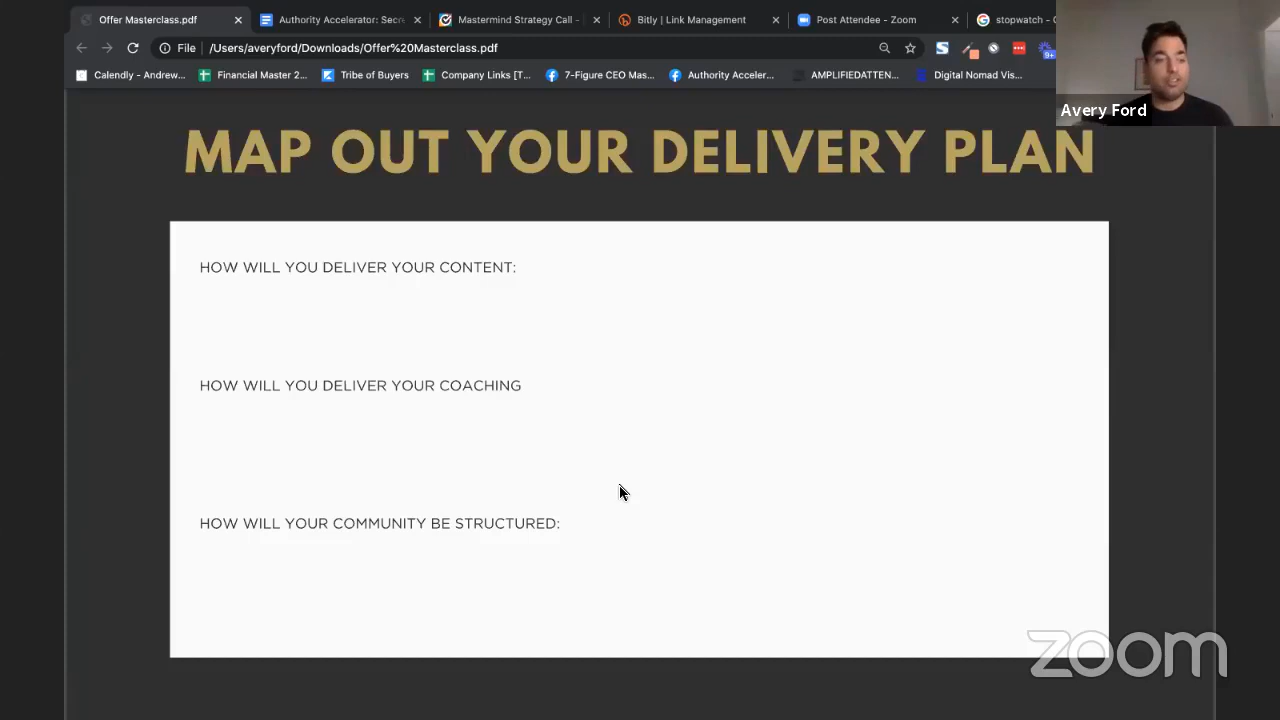 Offer Masterclass.pdf
Authority Accelerator: Secre
Mastermind Strategy Call -
Bitly | Link Management
Post Attendee - Zoom
stopwatch -
File
/Users/averyford/Downloads/Offer%20Masterclass.pdf
9+
Calendly - Andrew...
Financial Master 2...
Tribe of Buyers
Company Links [T...
7-Figure CEO Mas...
Authority Acceler...
AMPLIFIEDATTEN...
Digital Nomad Vis...
Avery Ford
MAP OUT YOUR DELIVERY PLAN
HOW WILL YOU DELIVER YOUR CONTENT:
HOW WILL YOU DELIVER YOUR COACHING
HOW WILL YOUR COMMUNITY BE STRUCTURED:
zoom